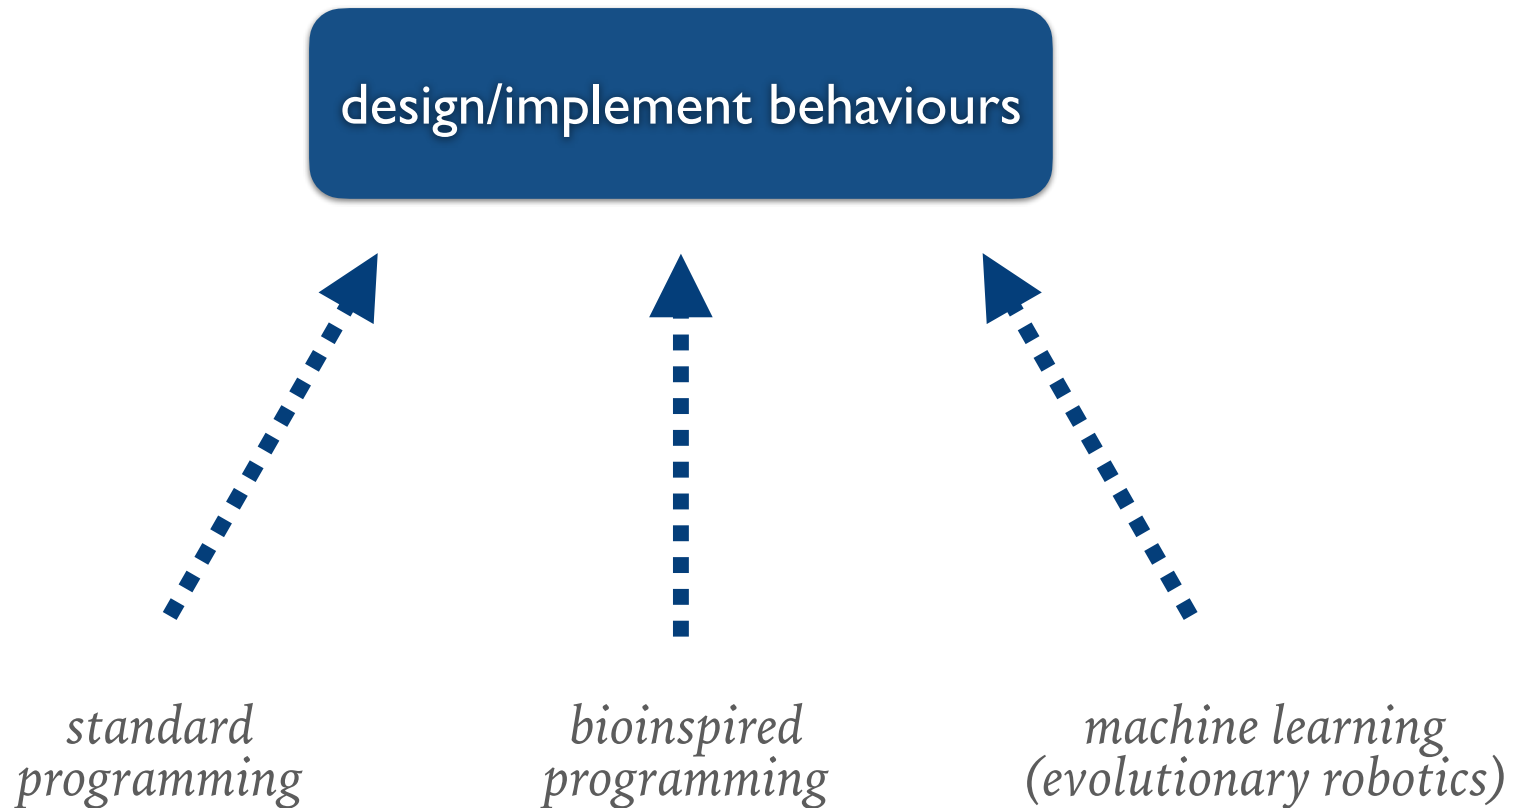 design/implement behaviours
standard
programming
bioinspired
programming
machine learning
(evolutionary robotics)